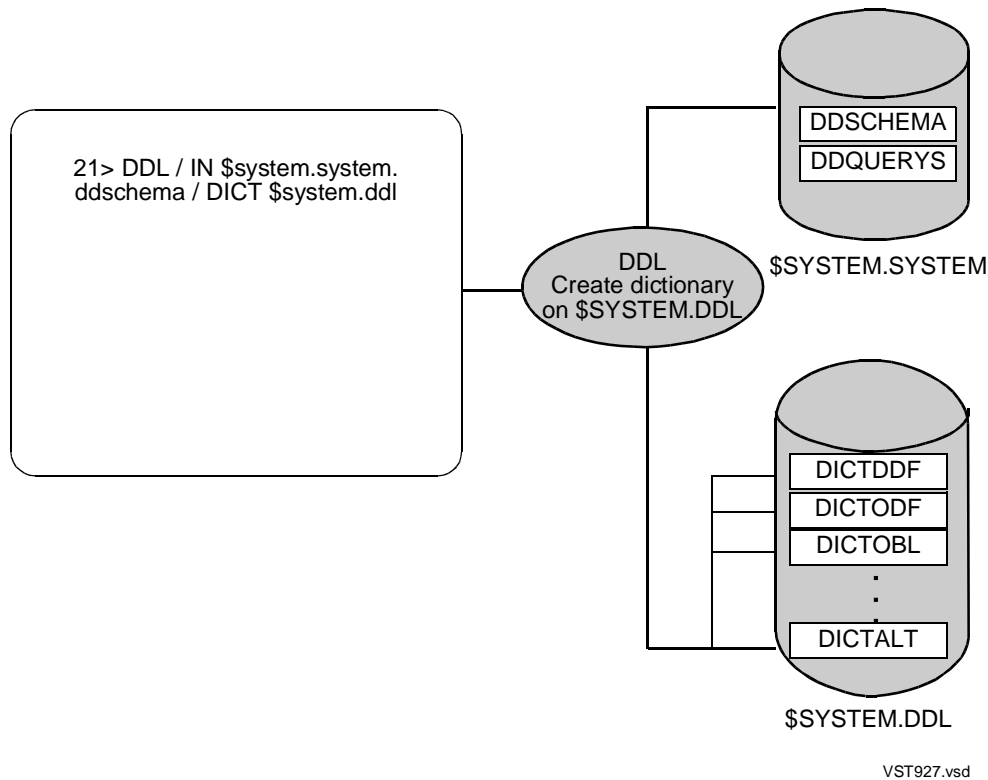 21> DDL / IN $system.system.
ddschema / DICT $system.ddl
DDL
Create dictionary
on $SYSTEM.DDL
DDSCHEMA
DDQUERYS
$SYSTEM.SYSTEM
DICTDDF
DICTODF
DICTOBL
.
.
.
DICTALT
$SYSTEM.DDL
VST927.vsd